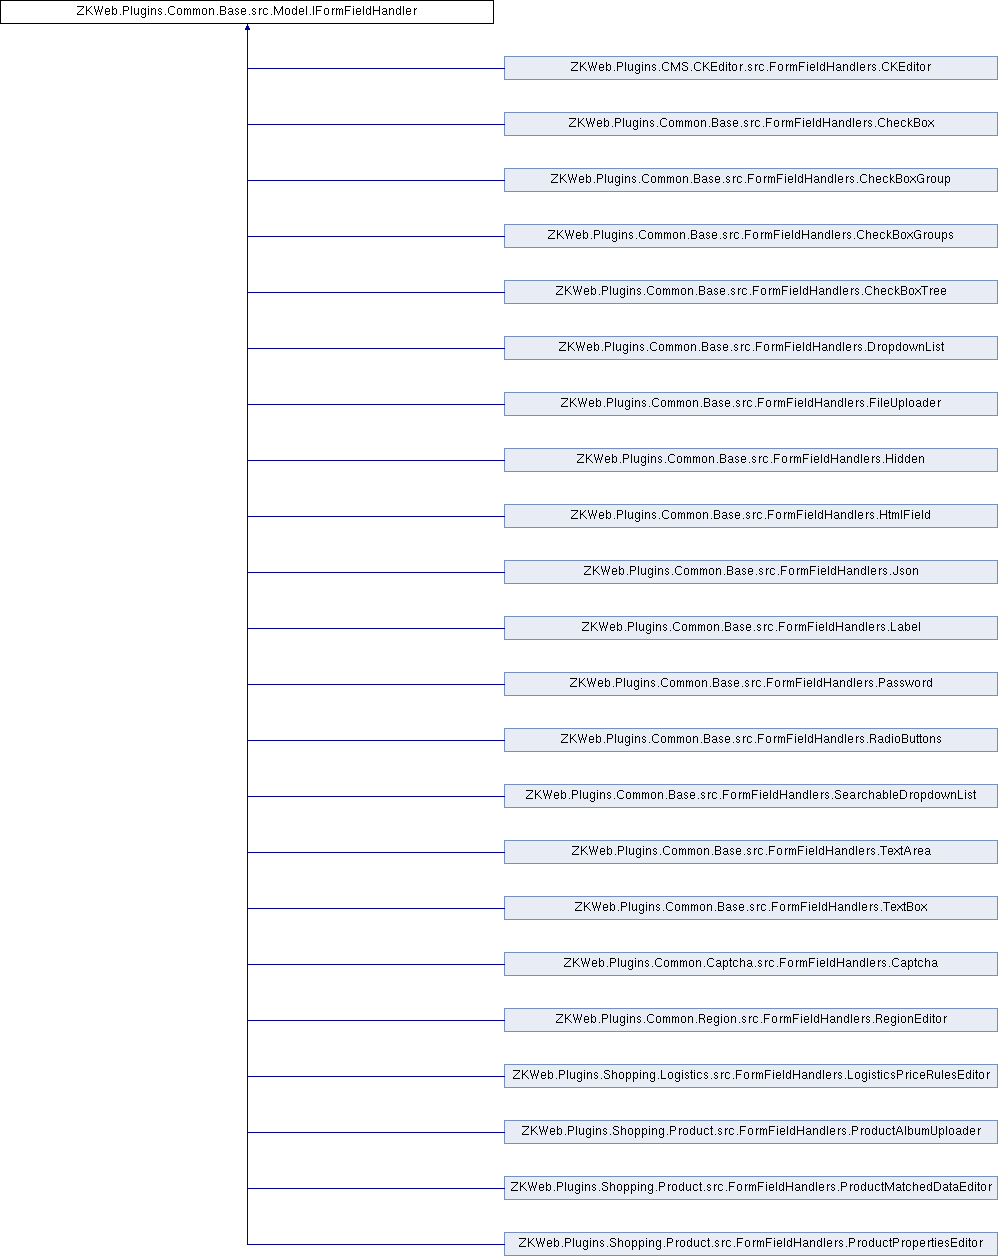 ZKWeb.Plugins.Common.Base.src.Model.IFormFieldHandler
ZKWeb.Plugins.CMS.CKEditor.src.FormFieldHandlers.CKEditor
ZKWeb.Plugins.Common.Base.src.FormFieldHandlers.CheckBox
ZKWeb.Plugins.Common.Base.src.FormFieldHandlers.CheckBoxGroup
ZKWeb.Plugins.Common.Base.src.FormFieldHandlers.CheckBoxGroups
ZKWeb.Plugins.Common.Base.src.FormFieldHandlers.CheckBoxTree
ZKWeb.Plugins.Common.Base.src.FormFieldHandlers.DropdownList
ZKWeb.Plugins.Common.Base.src.FormFieldHandlers.FileUploader
ZKWeb.Plugins.Common.Base.src.FormFieldHandlers.Hidden
ZKWeb.Plugins.Common.Base.src.FormFieldHandlers.HtmlField
ZKWeb.Plugins.Common.Base.src.FormFieldHandlers.Json
ZKWeb.Plugins.Common.Base.src.FormFieldHandlers.Label
ZKWeb.Plugins.Common.Base.src.FormFieldHandlers.Password
ZKWeb.Plugins.Common.Base.src.FormFieldHandlers.RadioButtons
ZKWeb.Plugins.Common.Base.src.FormFieldHandlers.SearchableDropdownList
ZKWeb.Plugins.Common.Base.src.FormFieldHandlers.TextArea
ZKWeb.Plugins.Common.Base.src.FormFieldHandlers.TextBox
ZKWeb.Plugins.Common.Captcha.src.FormFieldHandlers.Captcha
ZKWeb.Plugins.Common.Region.src.FormFieldHandlers.RegionEditor
ZKWeb.Plugins.Shopping.Logistics.src.FormFieldHandlers.LogisticsPriceRulesEditor
ZKWeb.Plugins.Shopping.Product.src.FormFieldHandlers.ProductAlbumUploader
ZKWeb.Plugins.Shopping.Product.src.FormFieldHandlers.ProductMatchedDataEditor
ZKWeb.Plugins.Shopping.Product.src.FormFieldHandlers.ProductPropertiesEditor